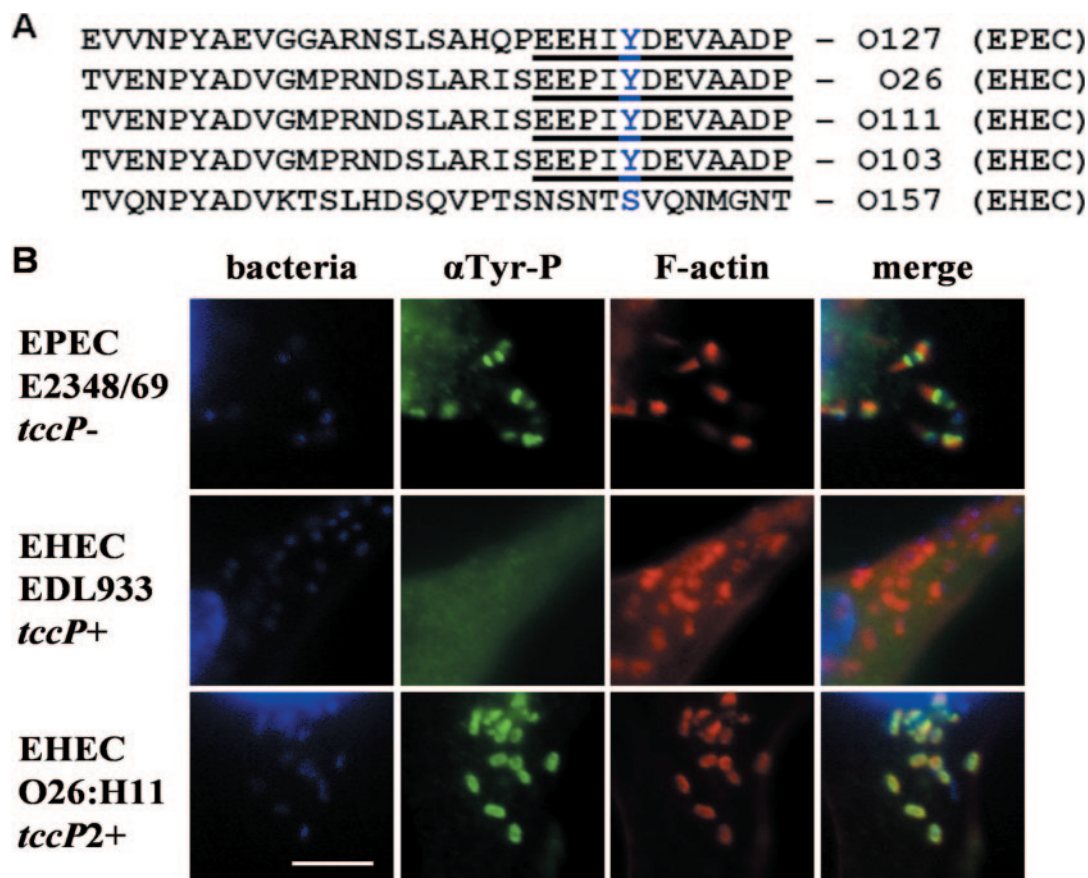 A
EVVNPYAEVGGARNSLSAHQPEEHIYDEVAADP – O127 (EPEC)
TVENPYADVGMPRNDSLARISEEPIYDEVAADP – O26 (EHEC)
TVENPYADVGMPRNDSLARISEEPIYDEVAADP – O111 (EHEC)
TVENPYADVGMPRNDSLARISEEPIYDEVAADP – O103 (EHEC)
TVQNPYADVKTSLHDSQVPTSNSNTSVQNMGNT – O157 (EHEC)
B
bacteria αTyr-P F-actin merge
EPEC
E2348/69
tccP-
EHEC
EDL933
tccP+
EHEC
O26:H11
tccP2+